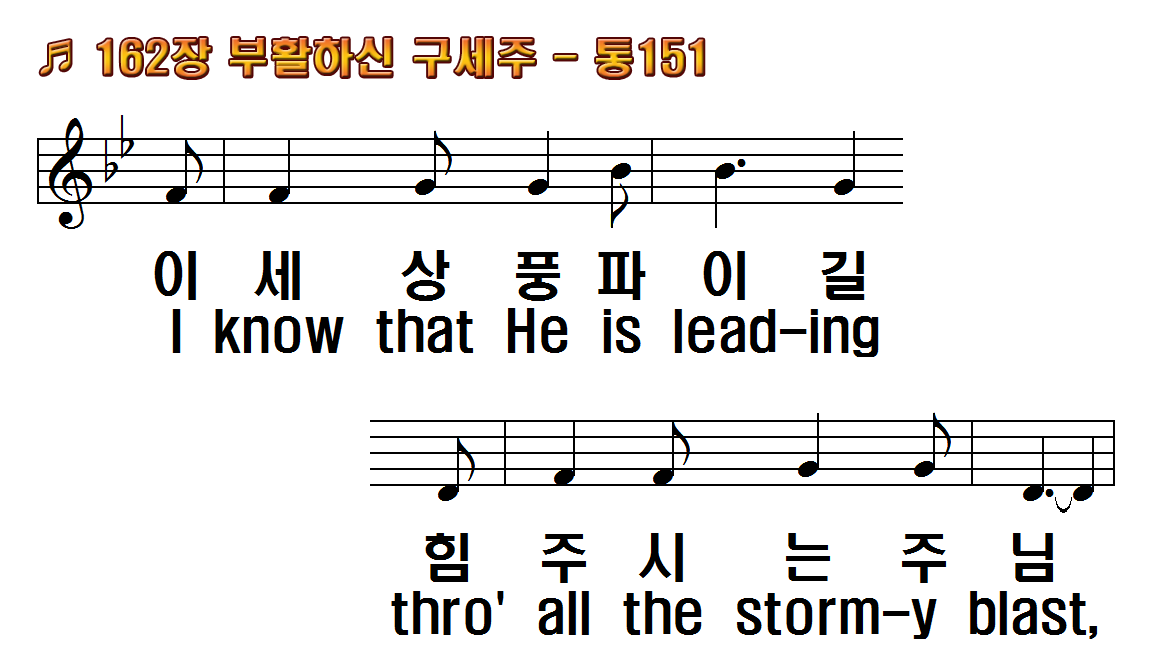 ♬ 162장 부활하신 구세주 - 통151
이 세 상 풍 파 이 길
I know that He is lead-ing
힘 주 시 는 주 님
thro' all the storm-y blast,